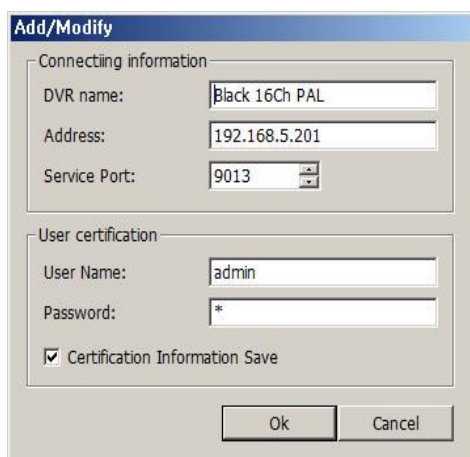 Add/Modify
Connectiing information
DVR name: Black 16Ch PAL
Address: 192.168.5.201
Service Port: 9013
User certification
User Name: admin
Password: *
Certification Information Save
Ok Cancel